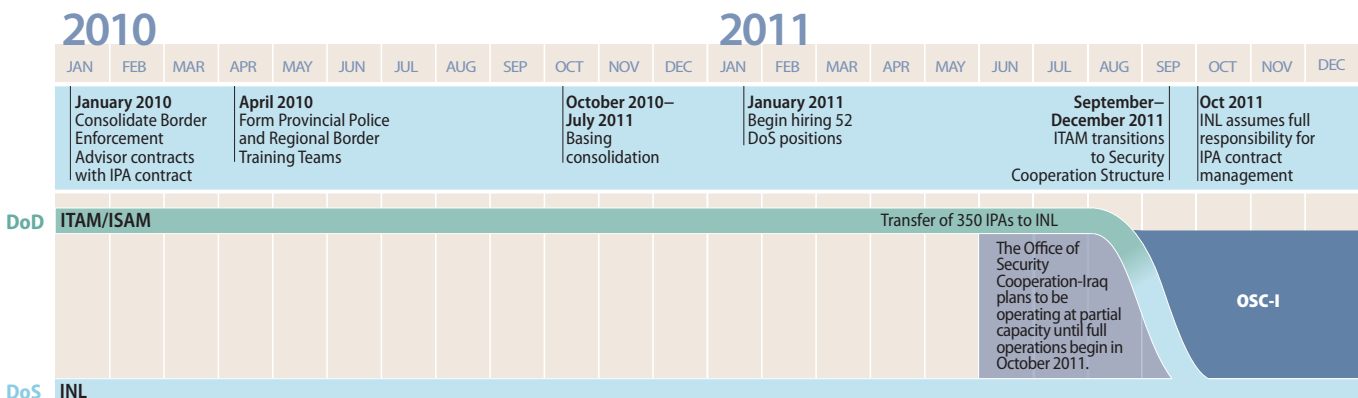 2010
2011
JAN FEB MAR APR MAY JUN JUL AUG SEP OCT NOV DEC JAN FEB MAR APR MAY JUN JUL AUG SEP OCT NOV DEC
January 2010
Consolidate Border
Enforcement
Advisor contracts
with IPA contract
April 2010
Form Provincial Police
and Regional Border
Training Teams
October 2010–
July 2011
Basing
consolidation
January 2011
Begin hiring 52
DoS positions
September–
December 2011
ITAM transitions
to Security
Cooperation Structure
Oct 2011
INL assumes full
responsibility for
IPA contract
management
DoD
ITAM/ISAM
Transfer of 350 IPAs to INL
The Office of
Security
Cooperation-Iraq
plans to be
operating at partial
capacity until full
operations begin in
October 2011.
OSC-I
DoS
INL